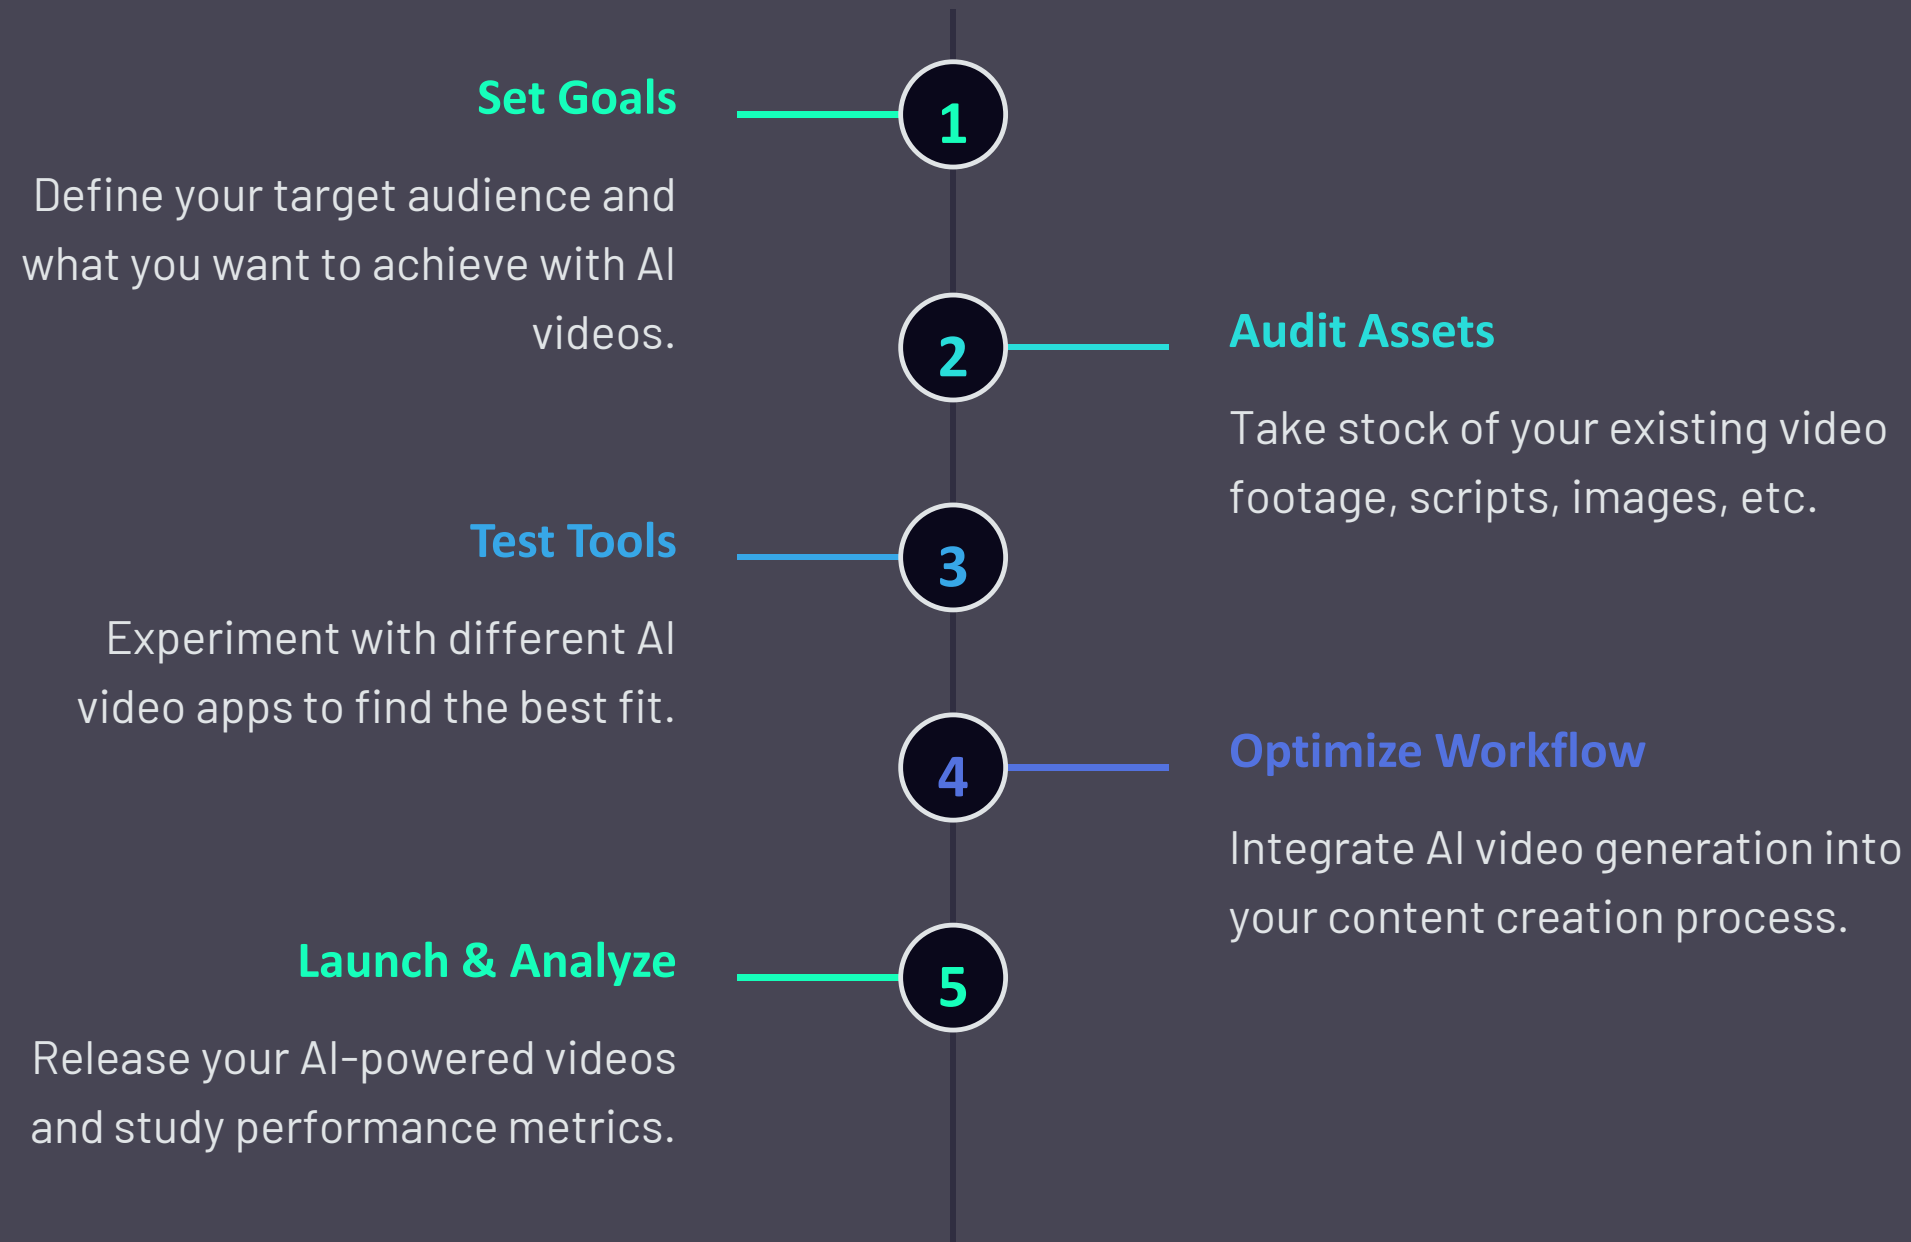 Set Goals
1
Define your target audience and
what you want to achieve with AI
videos.
2
Audit Assets
Take stock of your existing video
footage, scripts, images, etc.
Test Tools
3
Experiment with different AI
video apps to find the best fit.
4
Optimize Workflow
Integrate AI video generation into
your content creation process.
Launch & Analyze
5
Release your AI-powered videos
and study performance metrics.